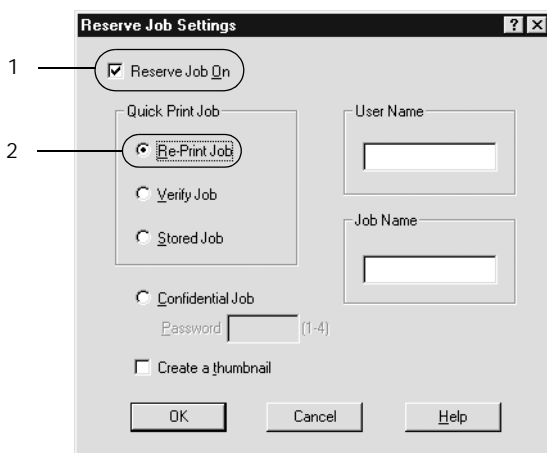 Reserve Job Settings
? X
1
Reserve Job On
Quick Print Job
User Name
2
Re-Print Job
Verify Job
Job Name
Stored Job
Confidential Job
Password (1-4)
Create a thumbnail
OK Cancel Help